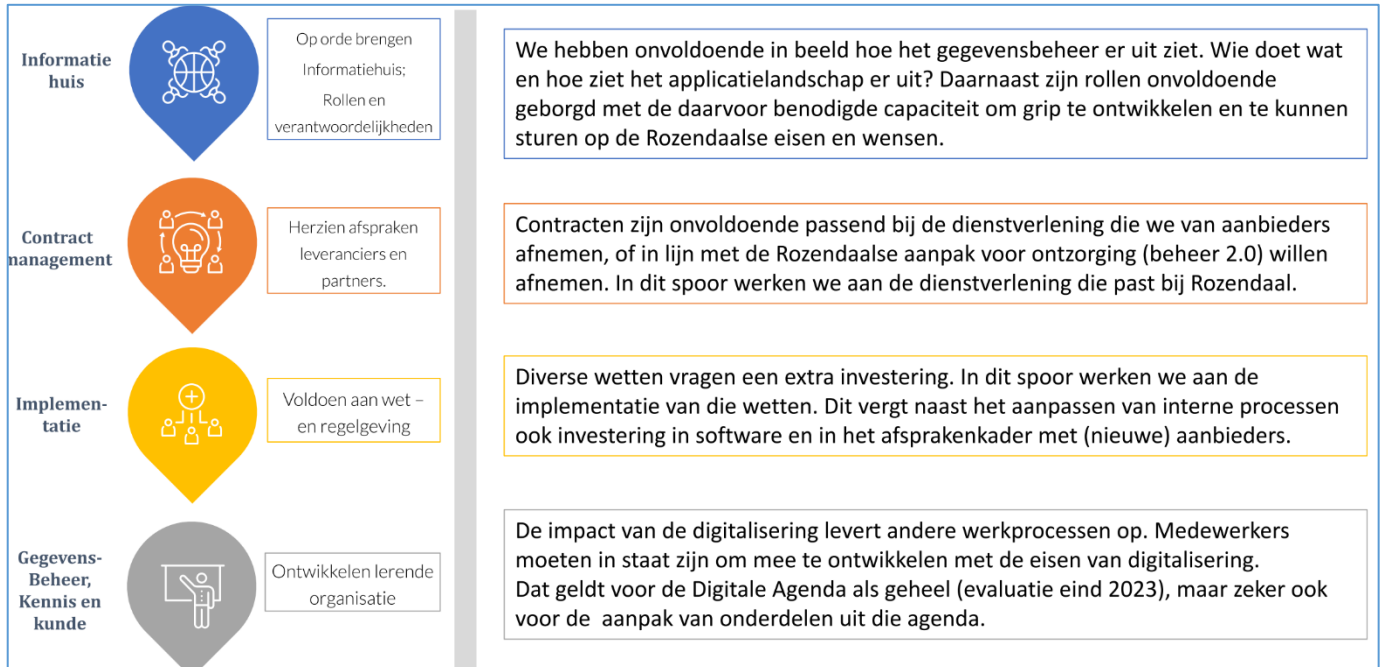 Informatie
huis
Op orde brengen
Informatiehuis;
Rollen en
verantwoordelijkheden
We hebben onvoldoende in beeld hoe het gegevensbeheer er uit ziet. Wie doet wat
en hoe ziet het applicatielandschap er uit? Daarnaast zijn rollen onvoldoende
geborgd met de daarvoor benodigde capaciteit om grip te ontwikkelen en te kunnen
sturen op de Rozendaalse eisen en wensen.
Contract
management
Herzien afspraken
leveranciers en
partners.
Contracten zijn onvoldoende passend bij de dienstverlening die we van aanbieders
afnemen, of in lijn met de Rozendaalse aanpak voor ontzorging (beheer 2.0) willen
afnemen. In dit spoor werken we aan de dienstverlening die past bij Rozendaal.
Implemen-
tatie
Voldoen aan wet –
en regelgeving
Diverse wetten vragen een extra investering. In dit spoor werken we aan de
implementatie van die wetten. Dit vergt naast het aanpassen van interne processen
ook investering in software en in het afsprakenkader met (nieuwe) aanbieders.
Gegevens-
Beheer,
Kennis en
kunde
Ontwikkelen lerende
organisatie
De impact van de digitalisering levert andere werkprocessen op. Medewerkers
moeten in staat zijn om mee te ontwikkelen met de eisen van digitalisering.
Dat geldt voor de Digitale Agenda als geheel (evaluatie eind 2023), maar zeker ook
voor de aanpak van onderdelen uit die agenda.